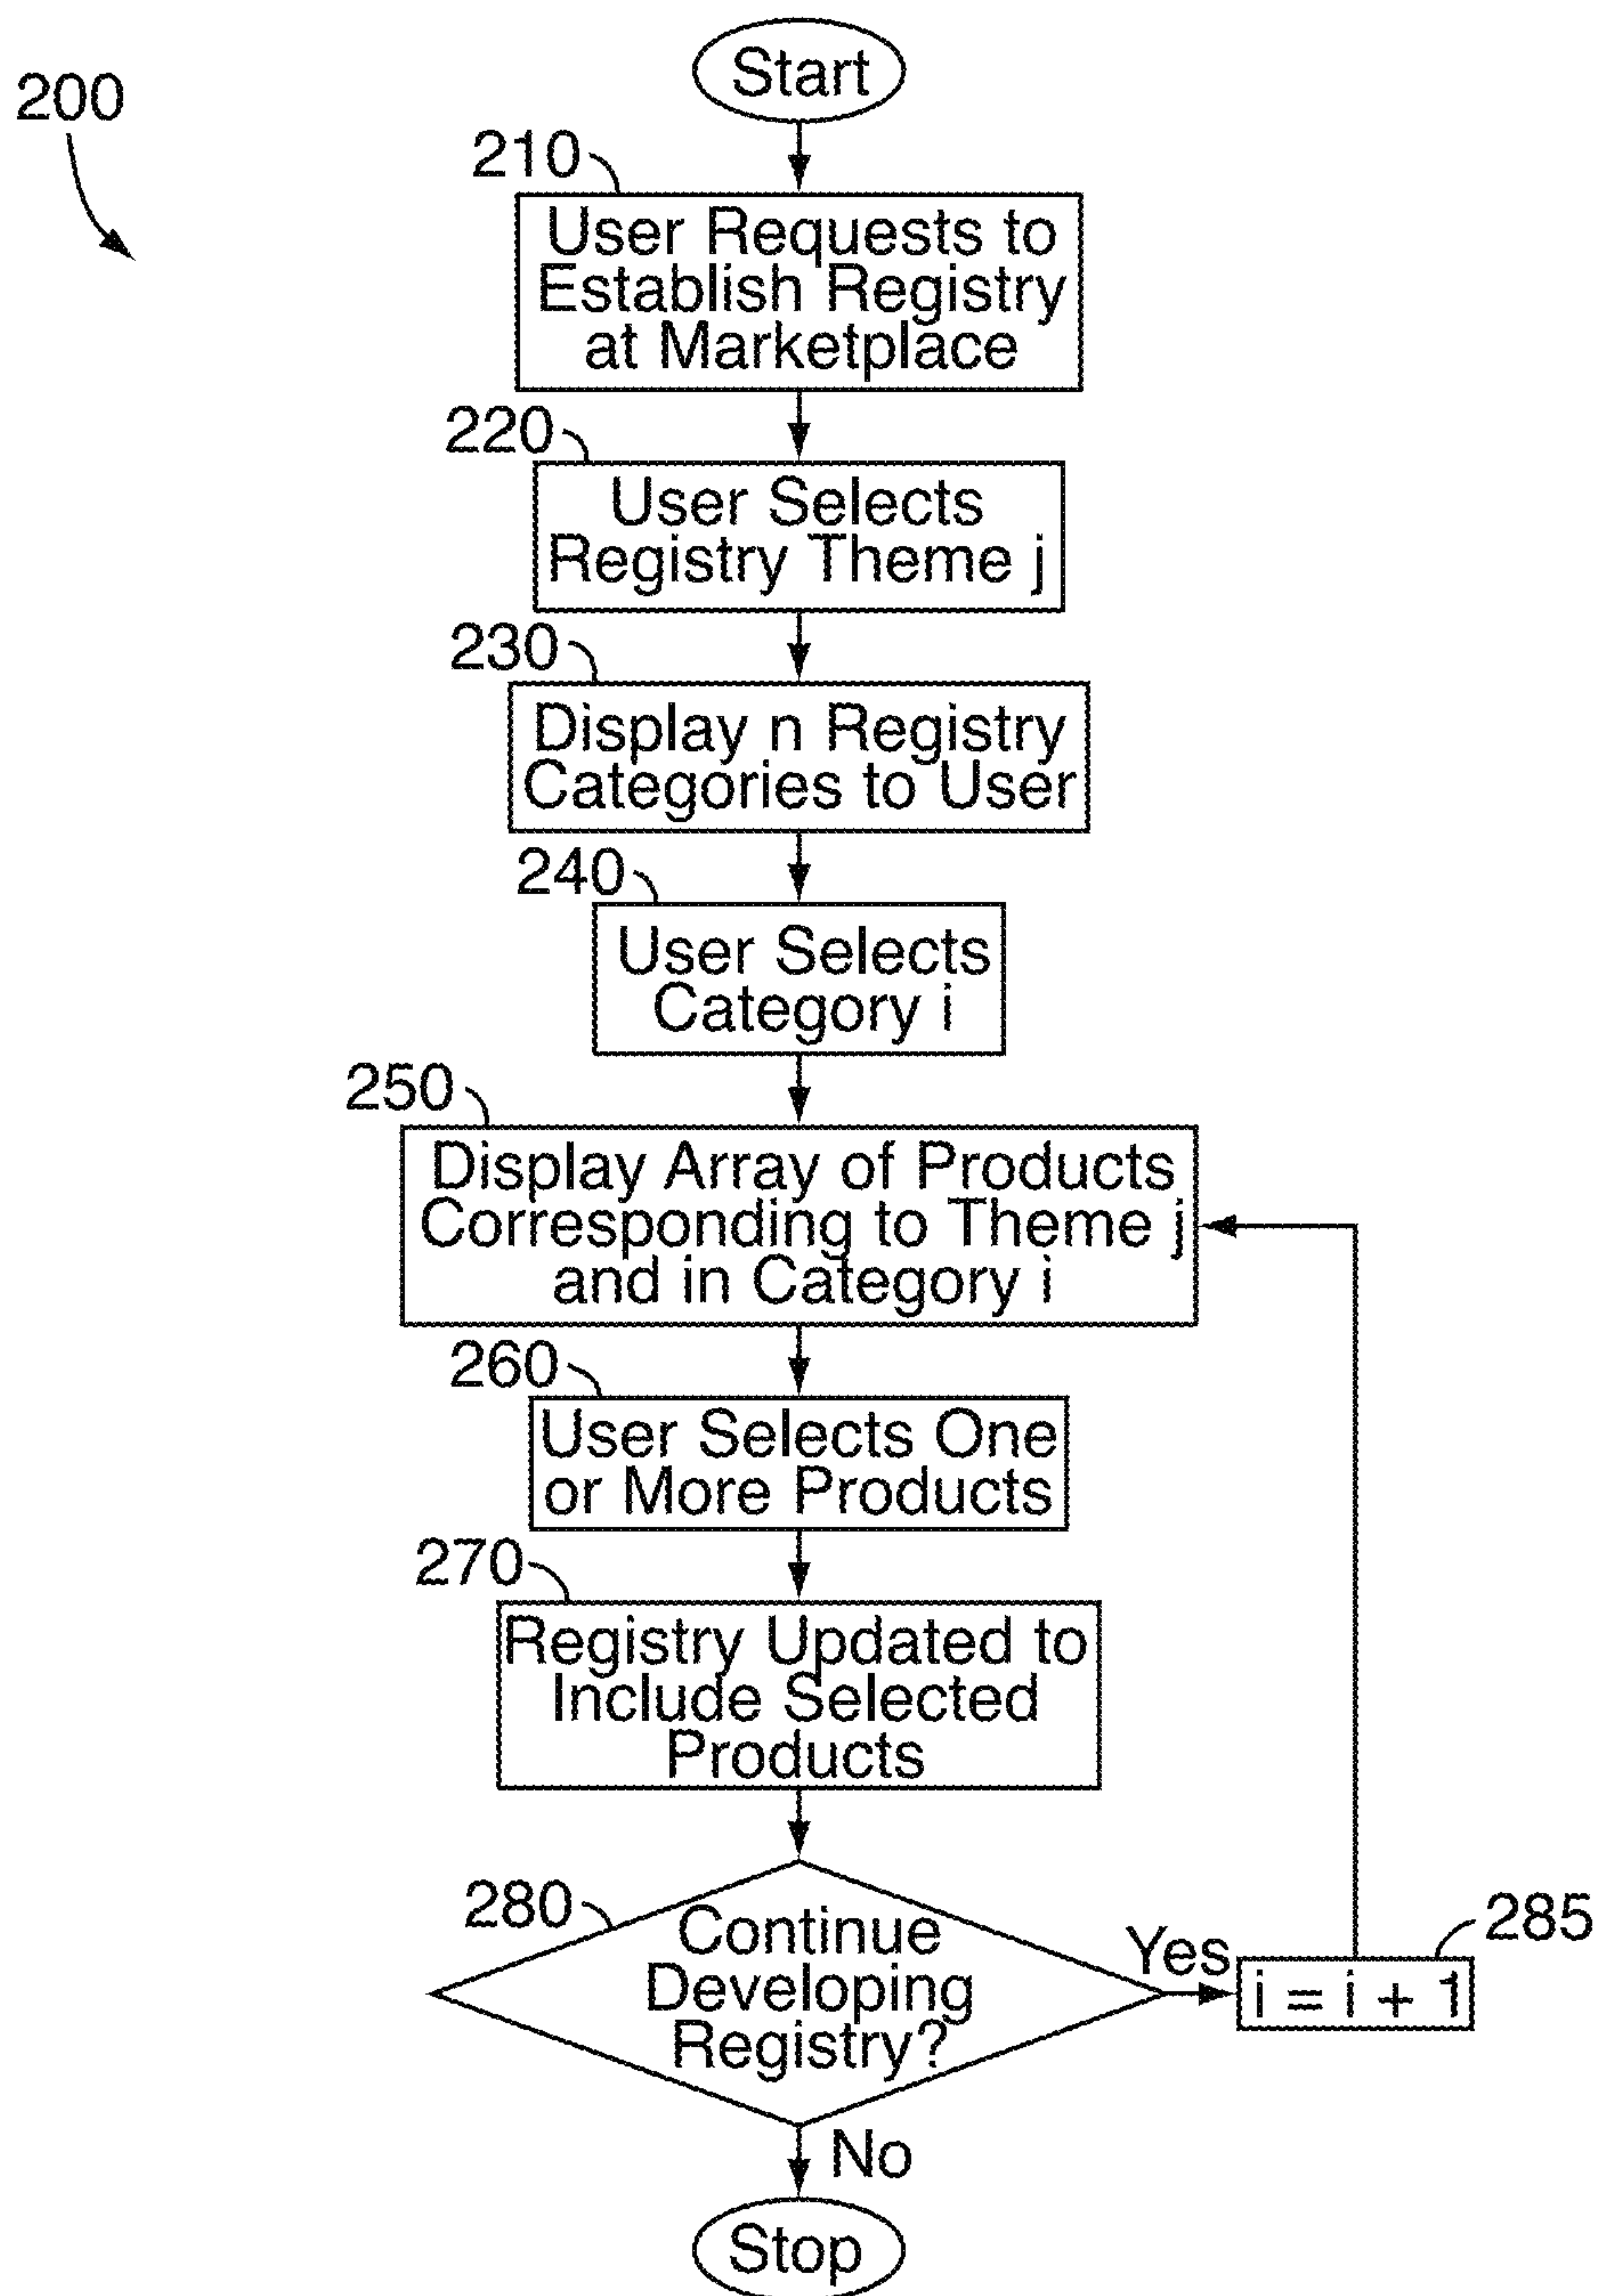 Start
200
210
User Requests to
Establish Registry
at Marketplace
220
User Selects
Registry Theme j
230
Display n Registry
Categories to User
240
User Selects
Category i
250
Display Array of Products
Corresponding to Theme j
and in Category i
260
User Selects One
or More Products
270
Registry Updated to
Include Selected
Products
280
Continue
Developing
Registry?
Yes
285
i = i + 1
No
Stop